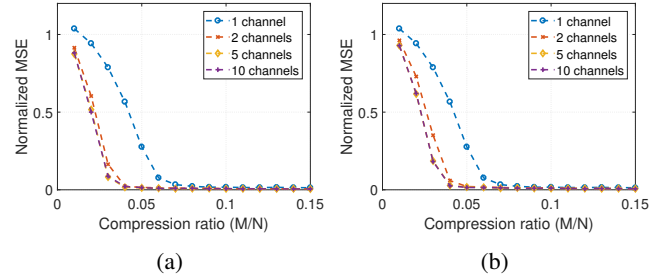 Normalized MSE
1
0.5
0
1 channel
2 channels
5 channels
10 channels
0 0.05 0.1 0.15
Compression ratio (M/N)
(a)
Normalized MSE
1
0.5
0
1 channel
2 channels
5 channels
10 channels
0 0.05 0.1 0.15
Compression ratio (M/N)
(b)